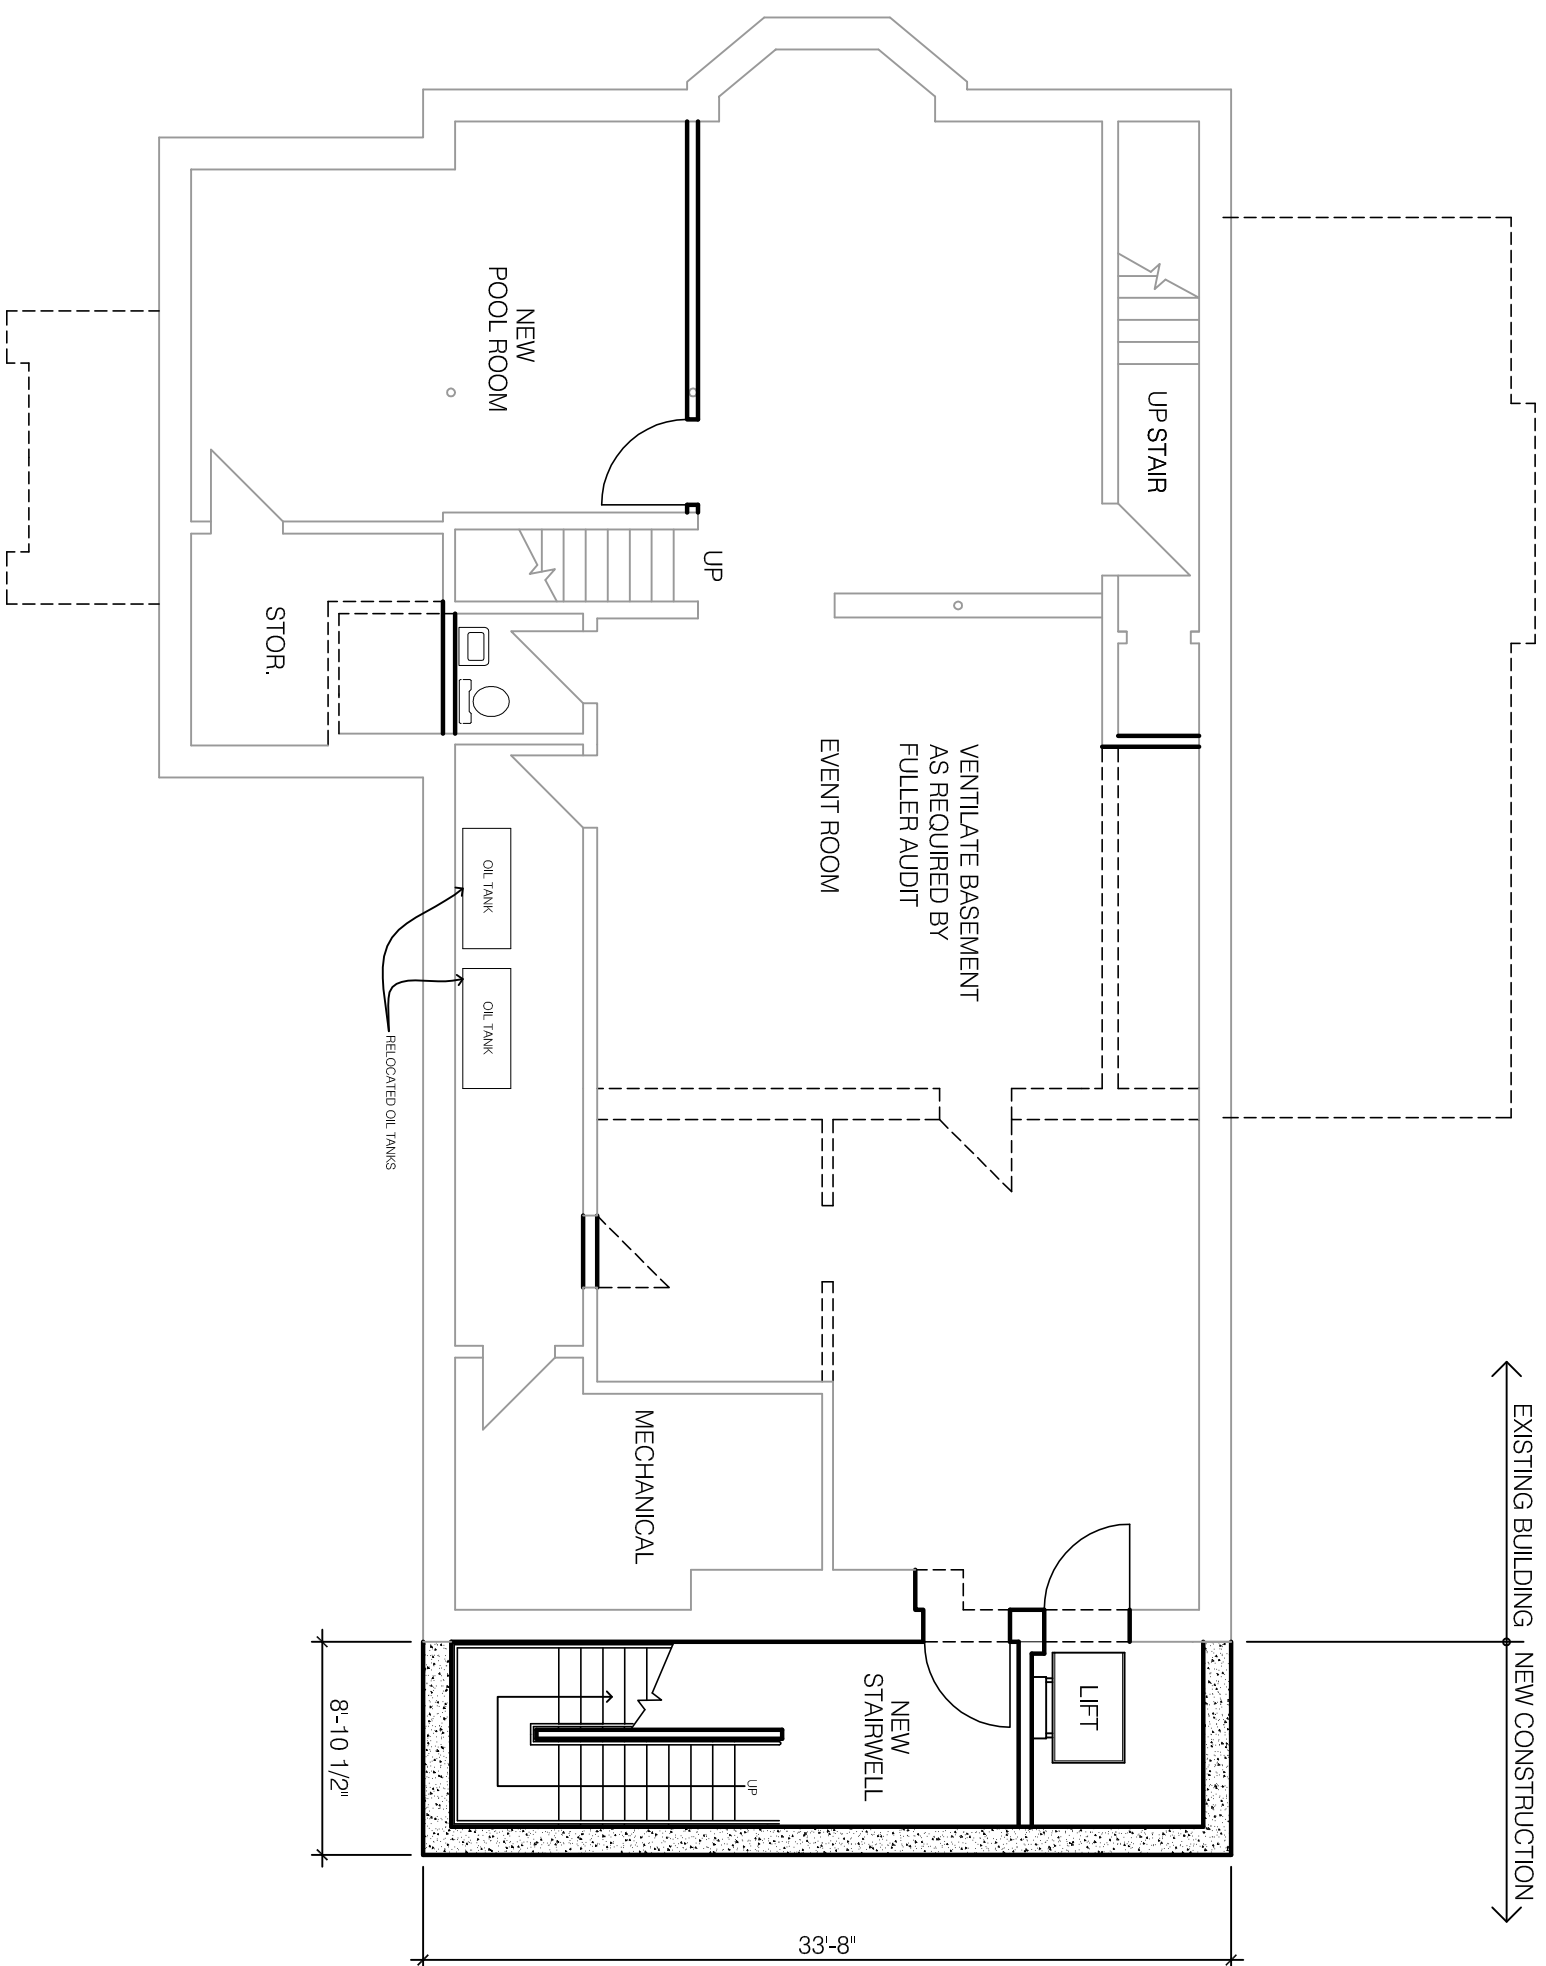 EXISTING BUILDING
NEW CONSTRUCTION
UP STAIR
VENTILATE BASEMENT
AS REQUIRED BY
FULLER AUDIT
EVENT ROOM
UP
NEW
POOL ROOM
STOR.
OIL TANK
OIL TANK
RELOCATED OIL TANKS
MECHANICAL
LIFT
NEW
STAIRWELL
UP
8'-10 1/2"
33'-8"